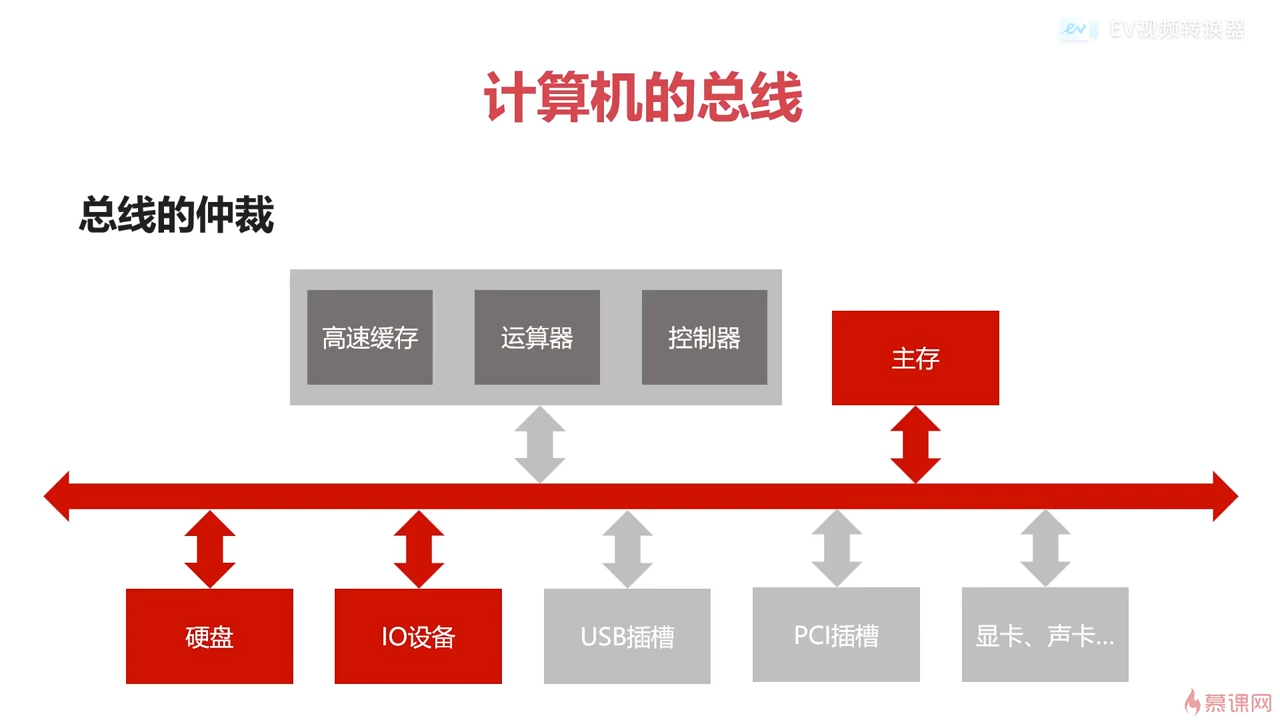 EV视频转换器
计算机的总线
总线的仲裁
高速缓存
运算器
控制器
主存
硬盘
IO设备
USB插槽
PCI插槽
显卡、声卡...
慕课网